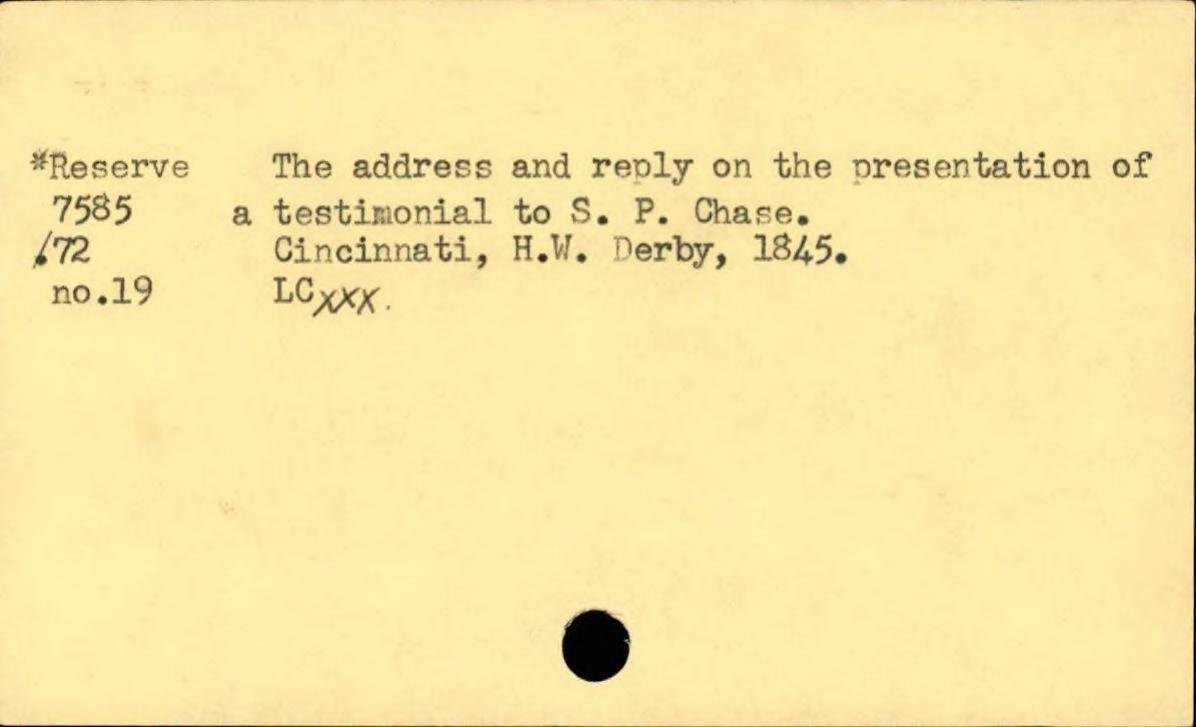 *Reserve The address and reply on the presentation of
7585 a testimonial to S. P. Chase.
.72 Cincinnati, H.W. Derby, 1845.
no.19 LCxxx.